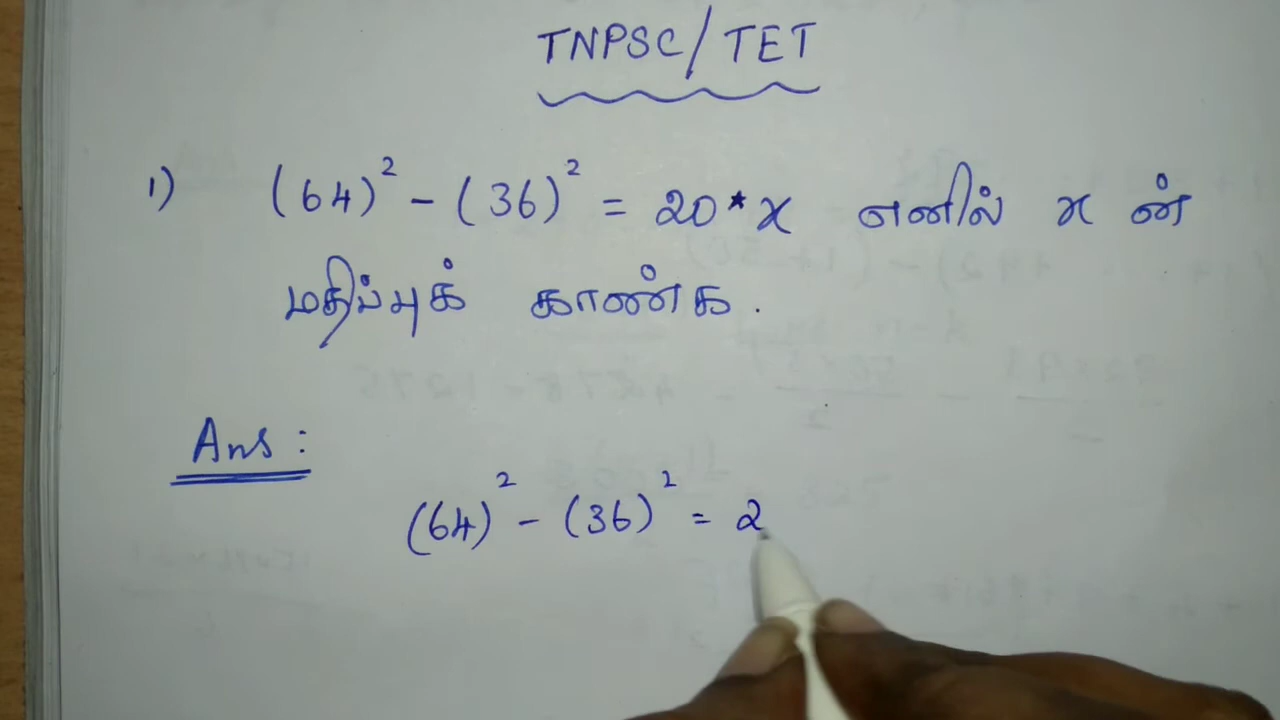 TNPSC/TET
1) (64)² - (36)² = 20*x எனில் x ன்
மதிப்புக் காண்க.
Ans :
(64)² - (36)² = 2